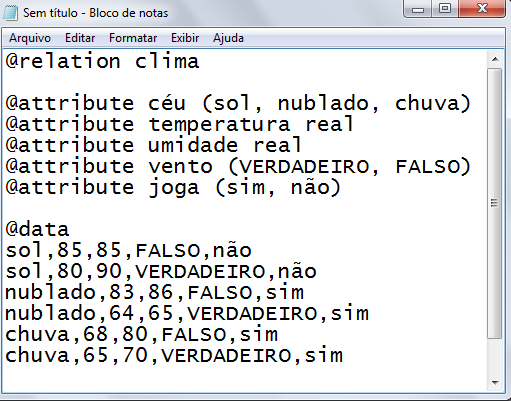 Sem título - Bloco de notas
Arquivo Editar Formatar Exibir Ajuda
@relation clima
@attribute céu (sol, nublado, chuva)
@attribute temperatura real
@attribute umidade real
@attribute vento (VERDADEIRO, FALSO)
@attribute joga (sim, não)
@data
sol,85,85,FALSO,não
sol,80,90,VERDADEIRO,não
nublado,83,86,FALSO,sim
nublado,64,65,VERDADEIRO,sim
chuva,68,80,FALSO,sim
chuva,65,70,VERDADEIRO,sim